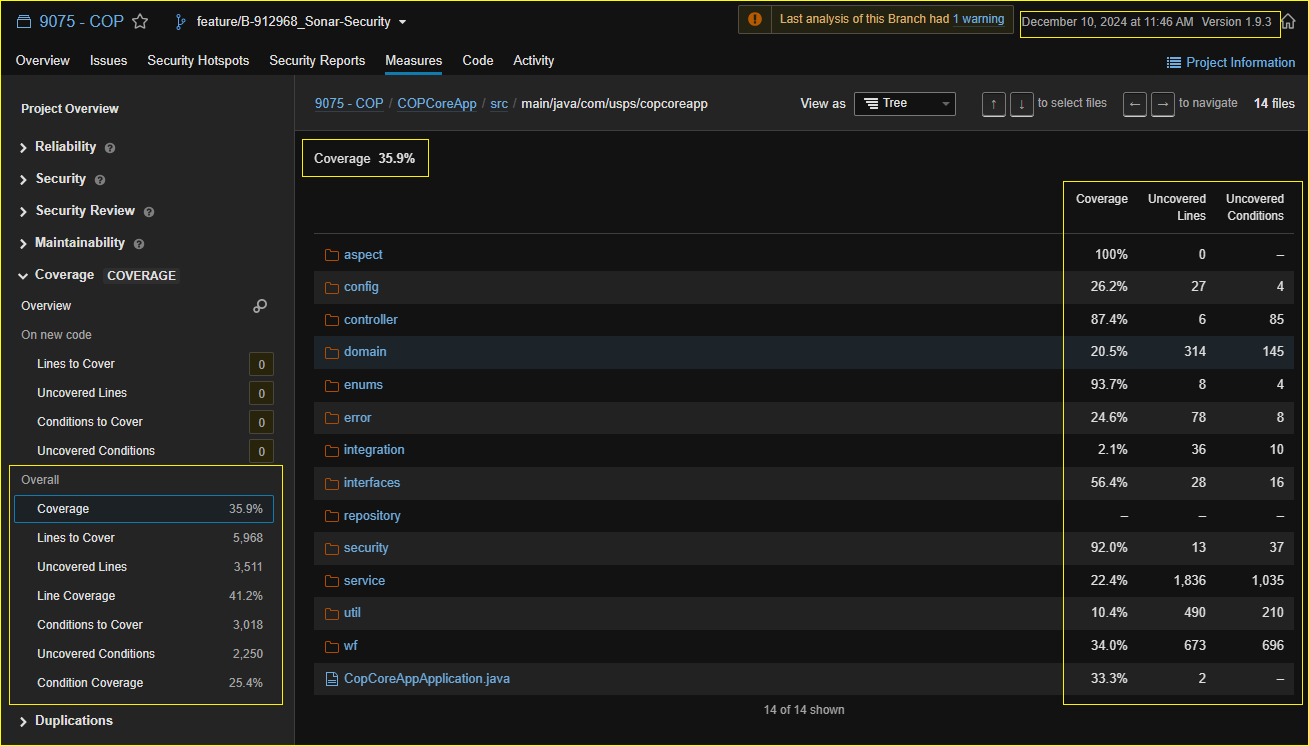 9075 - COP feature/B-912968_Sonar-Security Last analysis of this Branch had 1 warning December 10, 2024 at 11:46 AM Version 1.9.3
Overview Issues Security Hotspots Security Reports Measures Code Activity Project Information
Project Overview
Reliability
Security
Security Review
Maintainability
Coverage COVERAGE
Overview
On new code
Lines to Cover 0
Uncovered Lines 0
Conditions to Cover 0
Uncovered Conditions 0
Overall
Coverage 35.9%
Lines to Cover 5,968
Uncovered Lines 3,511
Line Coverage 41.2%
Conditions to Cover 3,018
Uncovered Conditions 2,250
Condition Coverage 25.4%
Duplications
9075 - COP / COPCoreApp / src / main/java/com/usps/copcoreapp View as Tree ↑ ↓ to select files ← → to navigate 14 files
Coverage 35.9%
Coverage Uncovered Lines Uncovered Conditions
aspect 100% 0 –
config 26.2% 27 4
controller 87.4% 6 85
domain 20.5% 314 145
enums 93.7% 8 4
error 24.6% 78 8
integration 2.1% 36 10
interfaces 56.4% 28 16
repository – – –
security 92.0% 13 37
service 22.4% 1,836 1,035
util 10.4% 490 210
wf 34.0% 673 696
CopCoreAppApplication.java 33.3% 2 –
14 of 14 shown